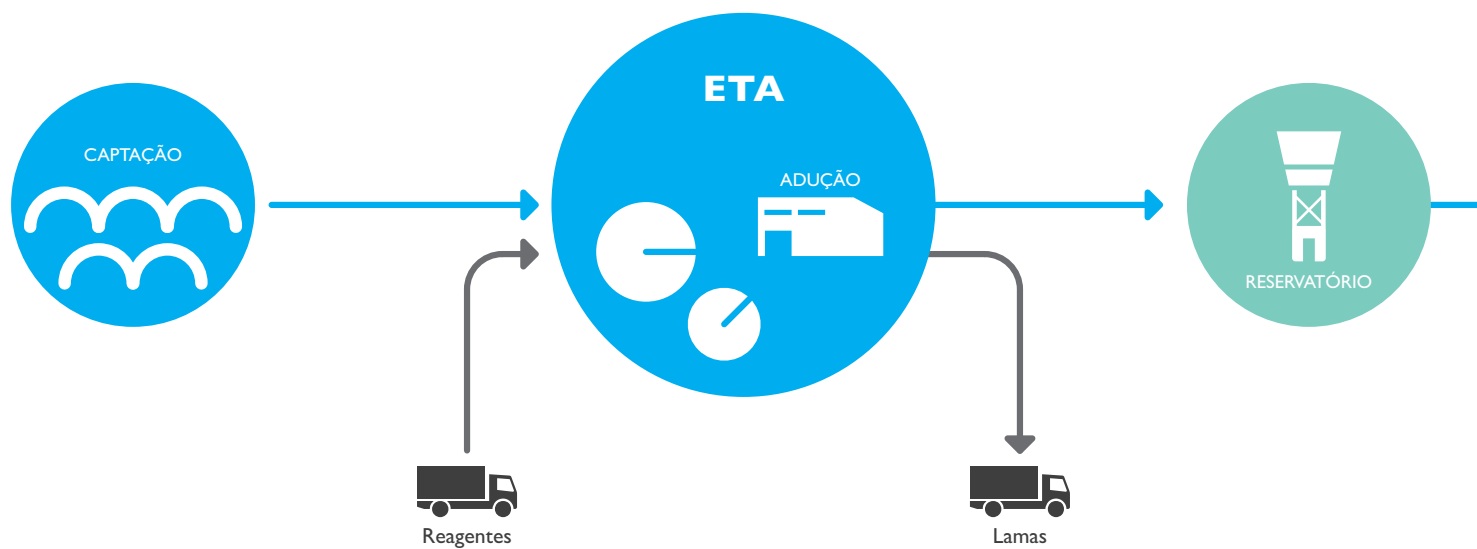 ETA
CAPTAÇÃO
ADUÇÃO
RESERVATÓRIO
Reagentes
Lamas